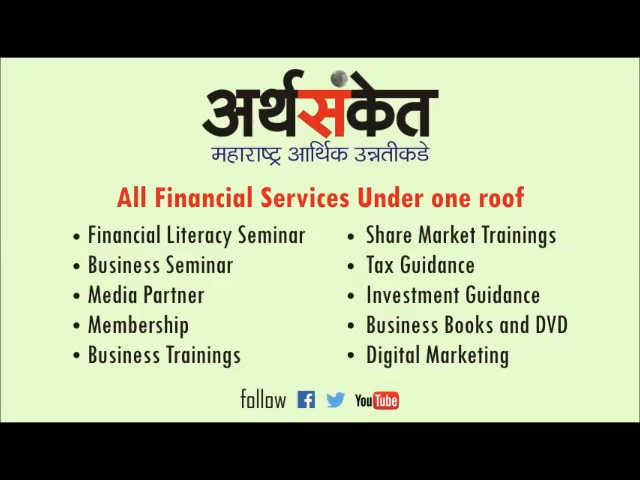 अर्थसंकेत
महाराष्ट्र आर्थिक उन्नतीकडे
All Financial Services Under one roof
• Financial Literacy Seminar
• Business Seminar
• Media Partner
• Membership
• Business Trainings
• Share Market Trainings
• Tax Guidance
• Investment Guidance
• Business Books and DVD
• Digital Marketing
follow f YouTube